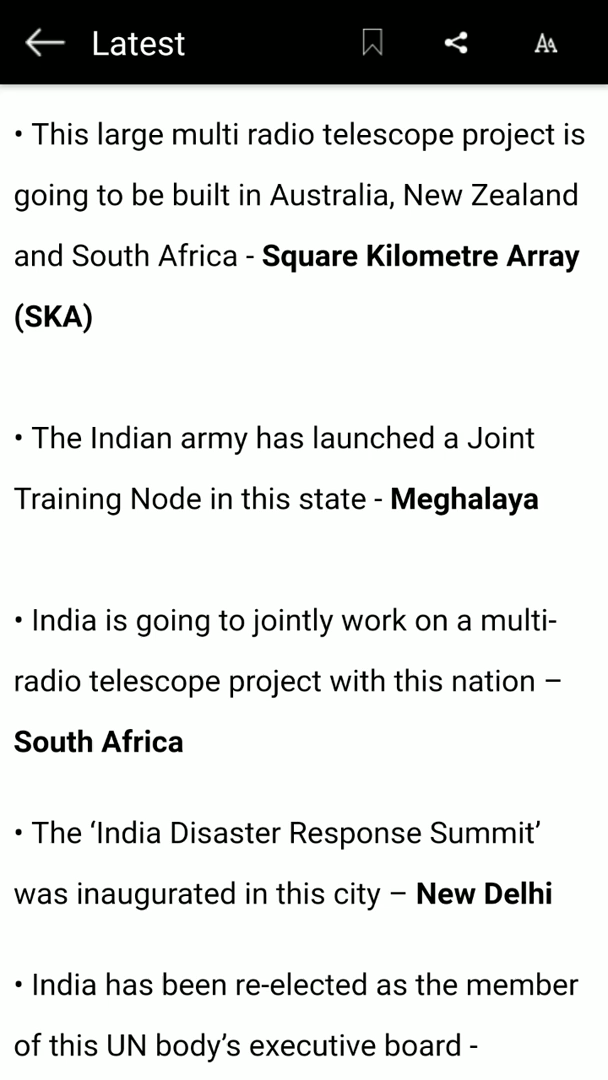 Latest
• This large multi radio telescope project is
going to be built in Australia, New Zealand
and South Africa - Square Kilometre Array
(SKA)
• The Indian army has launched a Joint
Training Node in this state - Meghalaya
• India is going to jointly work on a multi-
radio telescope project with this nation –
South Africa
• The ‘India Disaster Response Summit’
was inaugurated in this city – New Delhi
• India has been re-elected as the member
of this UN body’s executive board -